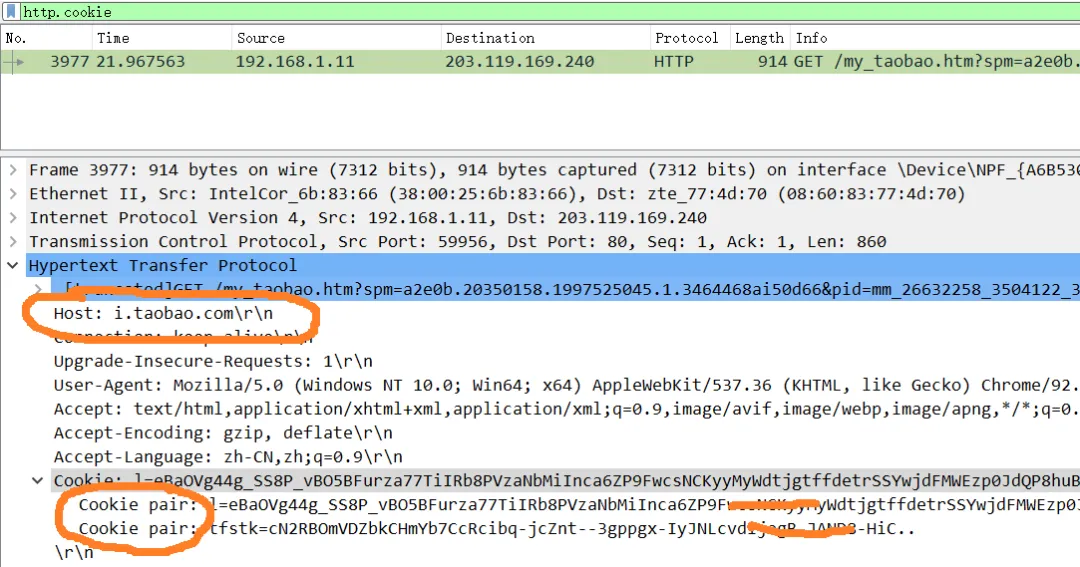 http.cookie
No. Time Source Destination Protocol Length Info
3977 21.967563 192.168.1.11 203.119.169.240 HTTP 914 GET /my_taobao.htm?spm=a2e0b.
Frame 3977: 914 bytes on wire (7312 bits), 914 bytes captured (7312 bits) on interface \Device\NPF_{A6B530
Ethernet II, Src: IntelCor_6b:83:66 (38:00:25:6b:83:66), Dst: zte_77:4d:70 (08:60:83:77:4d:70)
Internet Protocol Version 4, Src: 192.168.1.11, Dst: 203.119.169.240
Transmission Control Protocol, Src Port: 59956, Dst Port: 80, Seq: 1, Ack: 1, Len: 860
Hypertext Transfer Protocol
GET /my_taobao.htm?spm=a2e0b.20350158.1997525045.1.3464468ai50d66&pid=mm_26632258_3504122_3
Host: i.taobao.com\r\n
Connection: keep-alive\r\n
Upgrade-Insecure-Requests: 1\r\n
User-Agent: Mozilla/5.0 (Windows NT 10.0; Win64; x64) AppleWebKit/537.36 (KHTML, like Gecko) Chrome/92.
Accept: text/html,application/xhtml+xml,application/xml;q=0.9,image/avif,image/webp,image/apng,*/*;q=0.
Accept-Encoding: gzip, deflate\r\n
Accept-Language: zh-CN,zh;q=0.9\r\n
Cookie: l=eBaOVg44g_SS8P_vBO5BFurza77TiIRb8PVzaNbMiInca6ZP9FwcsNCKyyMyWdtjgtffdetrSSYwjdFMWEzp0JdQP8huB
Cookie pair: l=eBaOVg44g_SS8P_vBO5BFurza77TiIRb8PVzaNbMiInca6ZP9FwcsNCKyyMyWdtjgtffdetrSSYwjdFMWEzp0J
Cookie pair: tfstk=cN2RBOmVDZbkCHmYb7CcRcibq-jcZnt--3gppgx-IyJNLcvd
\r\n